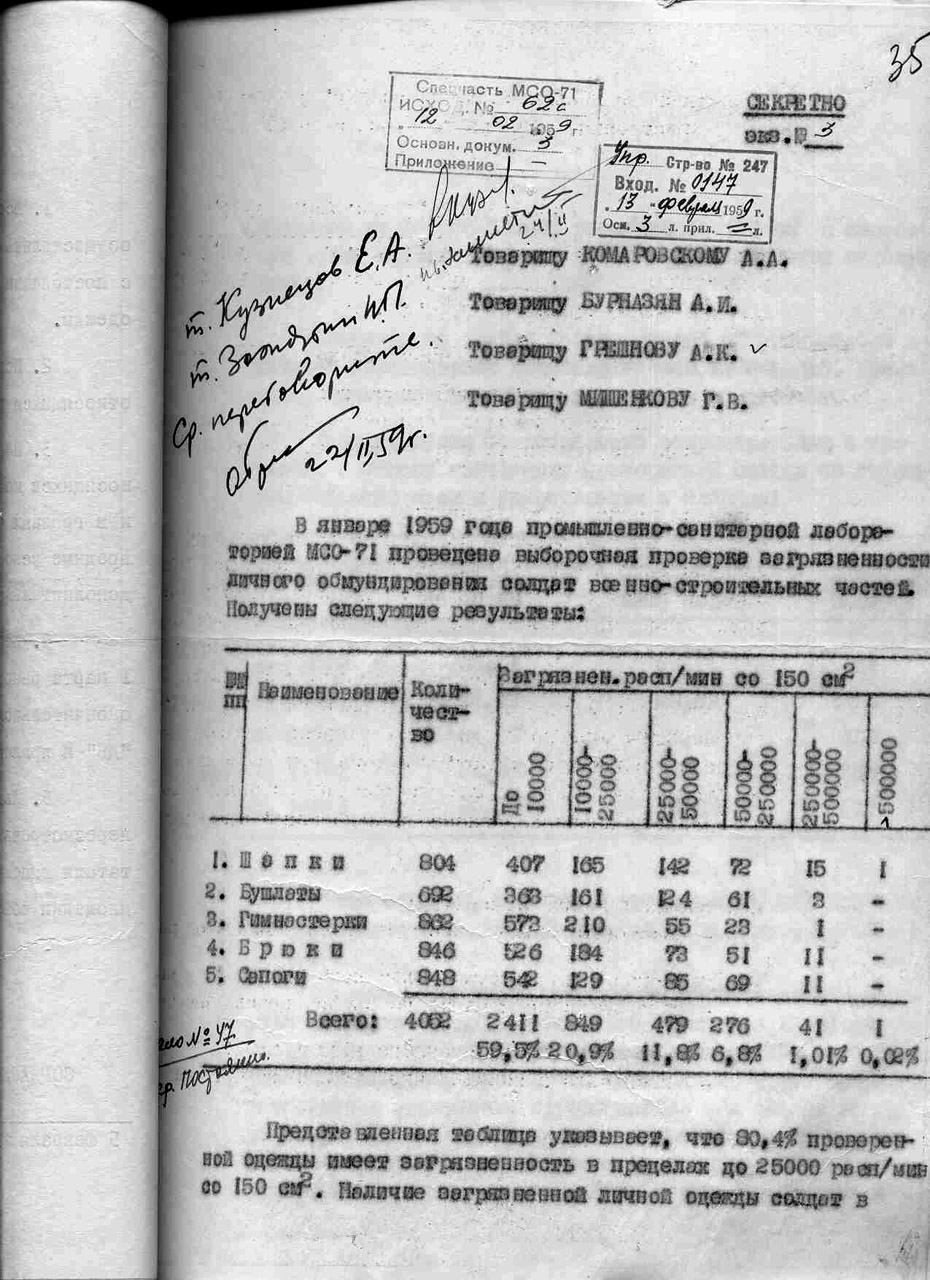 35
Спецчасть МСО-71
ИСХОД. № 62с
"12" 02 1959 г.
Основн. докум. 3
Приложение —
СЕКРЕТНО
экз.№ 3
Упр. Стр-во № 247
Вход. № 0147
"13" февраля 1959 г.
Осн. 3 л. прил. — л.
т. Кузнецов Е.А.
24/II
Ср. переговорите.
22/II.59г.
Товарищу КОМАРОВСКОМУ А.А.
Товарищу БУРНАЗЯН А.И.
Товарищу ГРЕШНОВУ А.К.
Товарищу МИШЕНКОВУ Г.В.
В январе 1959 года промышленно-санитарной лабора-
торией МСО-71 проведена выборочная проверка загрязненности
личного обмундирования солдат военно-строительных частей.
Получены следующие результаты:
№№ пп Наименование Коли-чест-во Загрязнен.расп/мин со 150 см²
До 10000 10000-25000 25000-50000 50000-250000 250000-500000 >500000
1. Шапки 804 407 165 142 72 15 1
2. Бушлаты 692 363 161 124 61 3 -
3. Гимнастерки 862 573 210 55 23 1 -
4. Брюки 846 526 184 73 51 11 -
5. Сапоги 848 542 129 85 69 11 -
Всего: 4052 2411 849 479 276 41 1
59,5% 20,9% 11,8% 6,8% 1,01% 0,02%
№ 47
Представленная таблица указывает, что 80,4% проверен-
ной одежды имеет загрязненность в пределах до 25000 расп/мин
со 150 см². Наличие загрязненной личной одежды солдат в